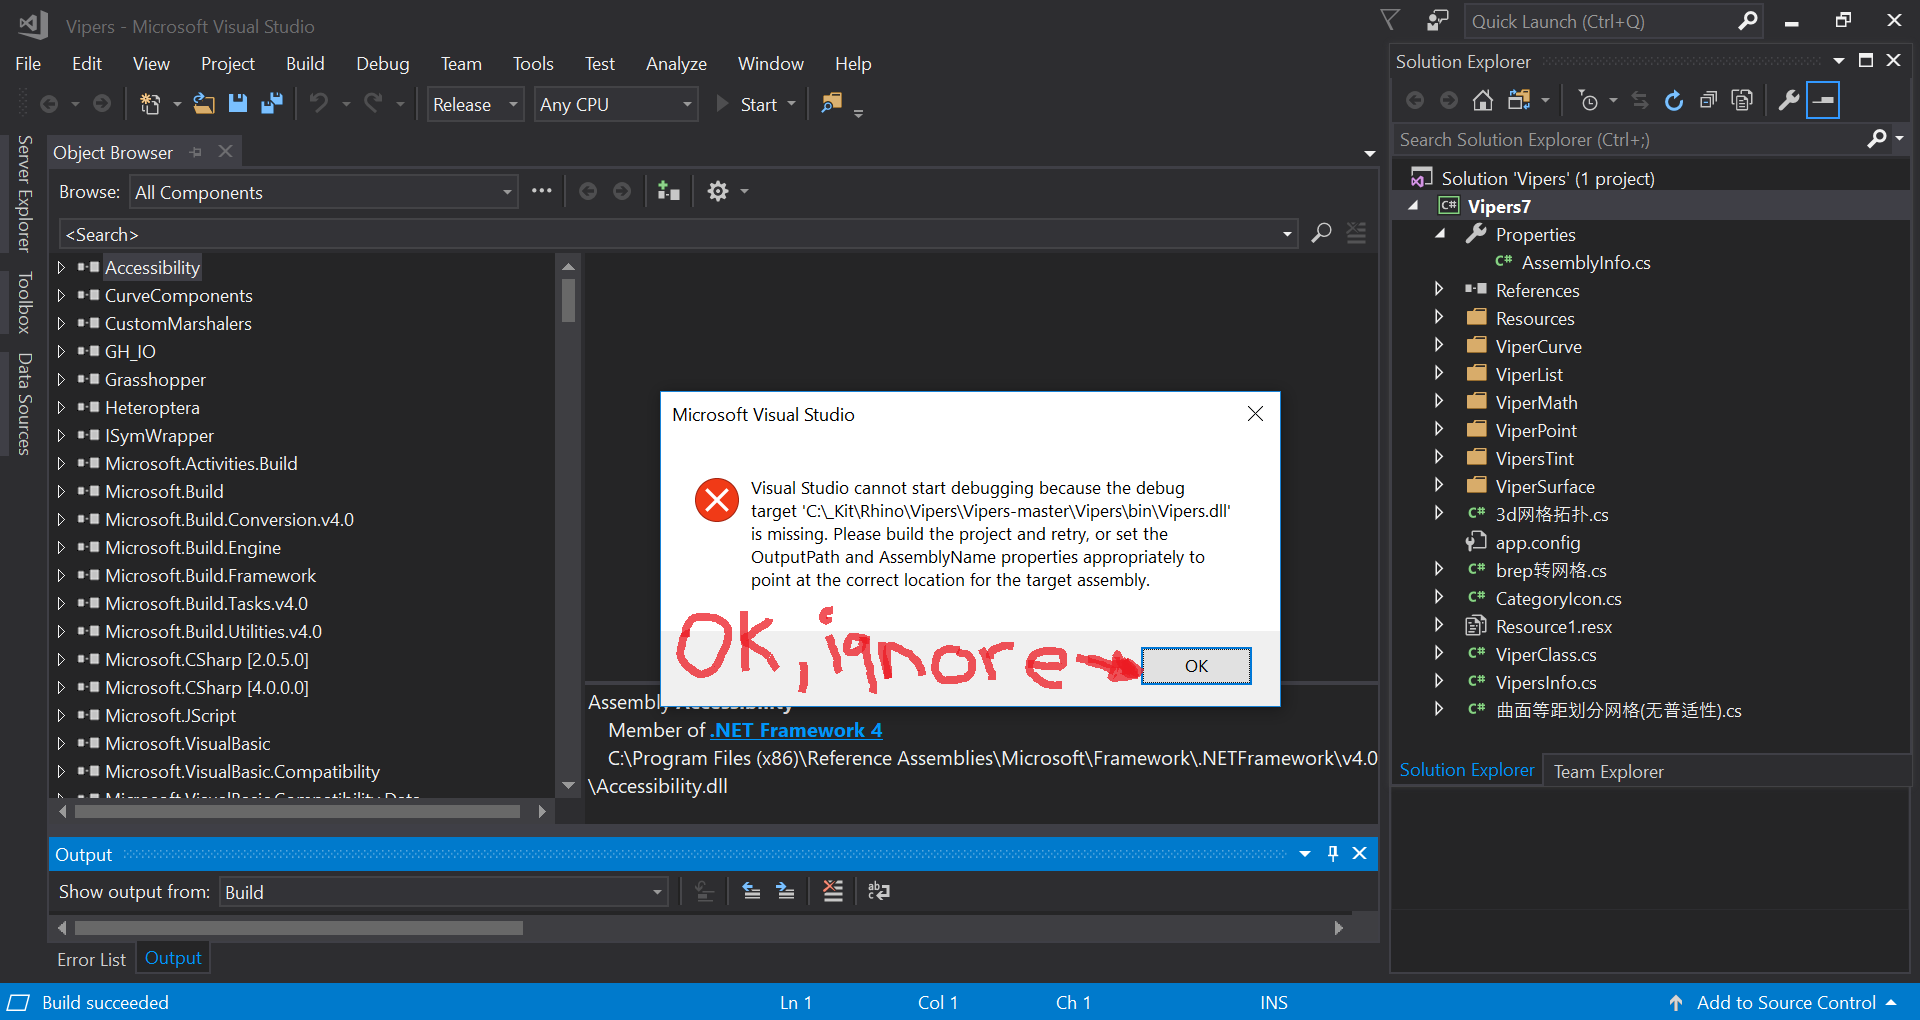 Vipers - Microsoft Visual Studio
Quick Launch (Ctrl+Q)
File Edit View Project Build Debug Team Tools Test Analyze Window Help
Release Any CPU Start
Server Explorer
Toolbox
Data Sources
Object Browser
Browse: All Components
<Search>
Accessibility
CurveComponents
CustomMarshalers
GH_IO
Grasshopper
Heteroptera
ISymWrapper
Microsoft.Activities.Build
Microsoft.Build
Microsoft.Build.Conversion.v4.0
Microsoft.Build.Engine
Microsoft.Build.Framework
Microsoft.Build.Tasks.v4.0
Microsoft.Build.Utilities.v4.0
Microsoft.CSharp [2.0.5.0]
Microsoft.CSharp [4.0.0.0]
Microsoft.JScript
Microsoft.VisualBasic
Microsoft.VisualBasic.Compatibility
Microsoft.VisualBasic.Compatibility.Data
Microsoft Visual Studio
Visual Studio cannot start debugging because the debug
target 'C:\_Kit\Rhino\Vipers\Vipers-master\Vipers\bin\Vipers.dll'
is missing. Please build the project and retry, or set the
OutputPath and AssemblyName properties appropriately to
point at the correct location for the target assembly.
OK, ignore
OK
Assembly Accessibility
Member of .NET Framework 4
C:\Program Files (x86)\Reference Assemblies\Microsoft\Framework\.NETFramework\v4.0
\Accessibility.dll
Output
Show output from: Build
Error List Output
Solution Explorer
Search Solution Explorer (Ctrl+;)
Solution 'Vipers' (1 project)
C# Vipers7
Properties
C# AssemblyInfo.cs
References
Resources
ViperCurve
ViperList
ViperMath
ViperPoint
VipersTint
ViperSurface
C# 3d网格拓扑.cs
app.config
C# brep转网格.cs
C# CategoryIcon.cs
Resource1.resx
C# ViperClass.cs
C# VipersInfo.cs
C# 曲面等距划分网格(无普适性).cs
Solution Explorer Team Explorer
Build succeeded Ln 1 Col 1 Ch 1 INS Add to Source Control